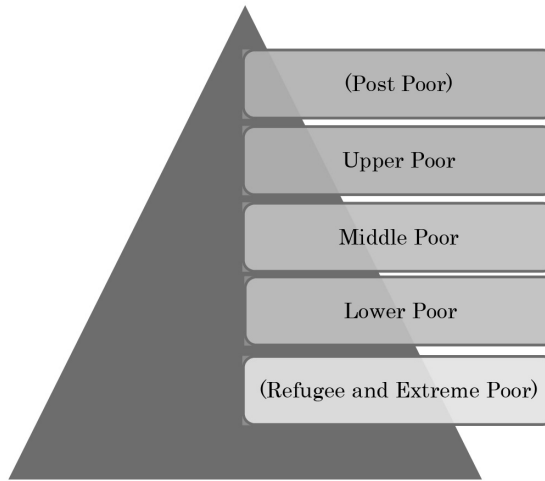 (Post Poor)
Upper Poor
Middle Poor
Lower Poor
(Refugee and Extreme Poor)